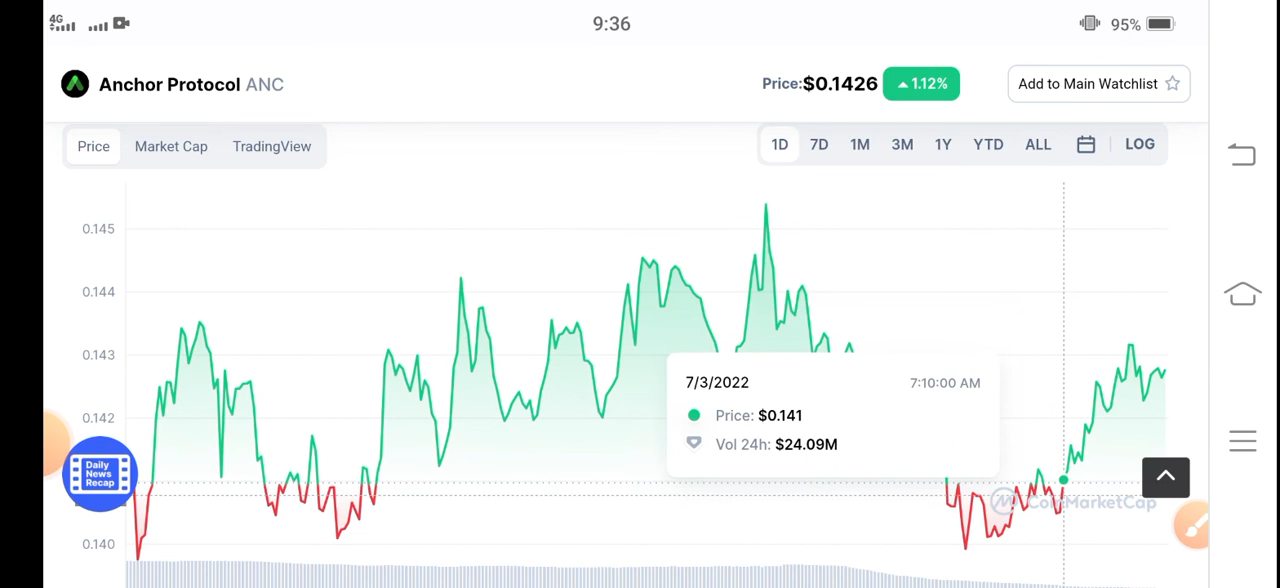 4G 9:36 95%
Anchor Protocol ANC Price:$0.1426 1.12% Add to Main Watchlist
Price Market Cap TradingView 1D 7D 1M 3M 1Y YTD ALL LOG
0.145
0.144
0.143
7/3/2022 7:10:00 AM
Price: $0.141
0.142
Vol 24h: $24.09M
Daily
News
Recap
CoinMarketCap
0.140